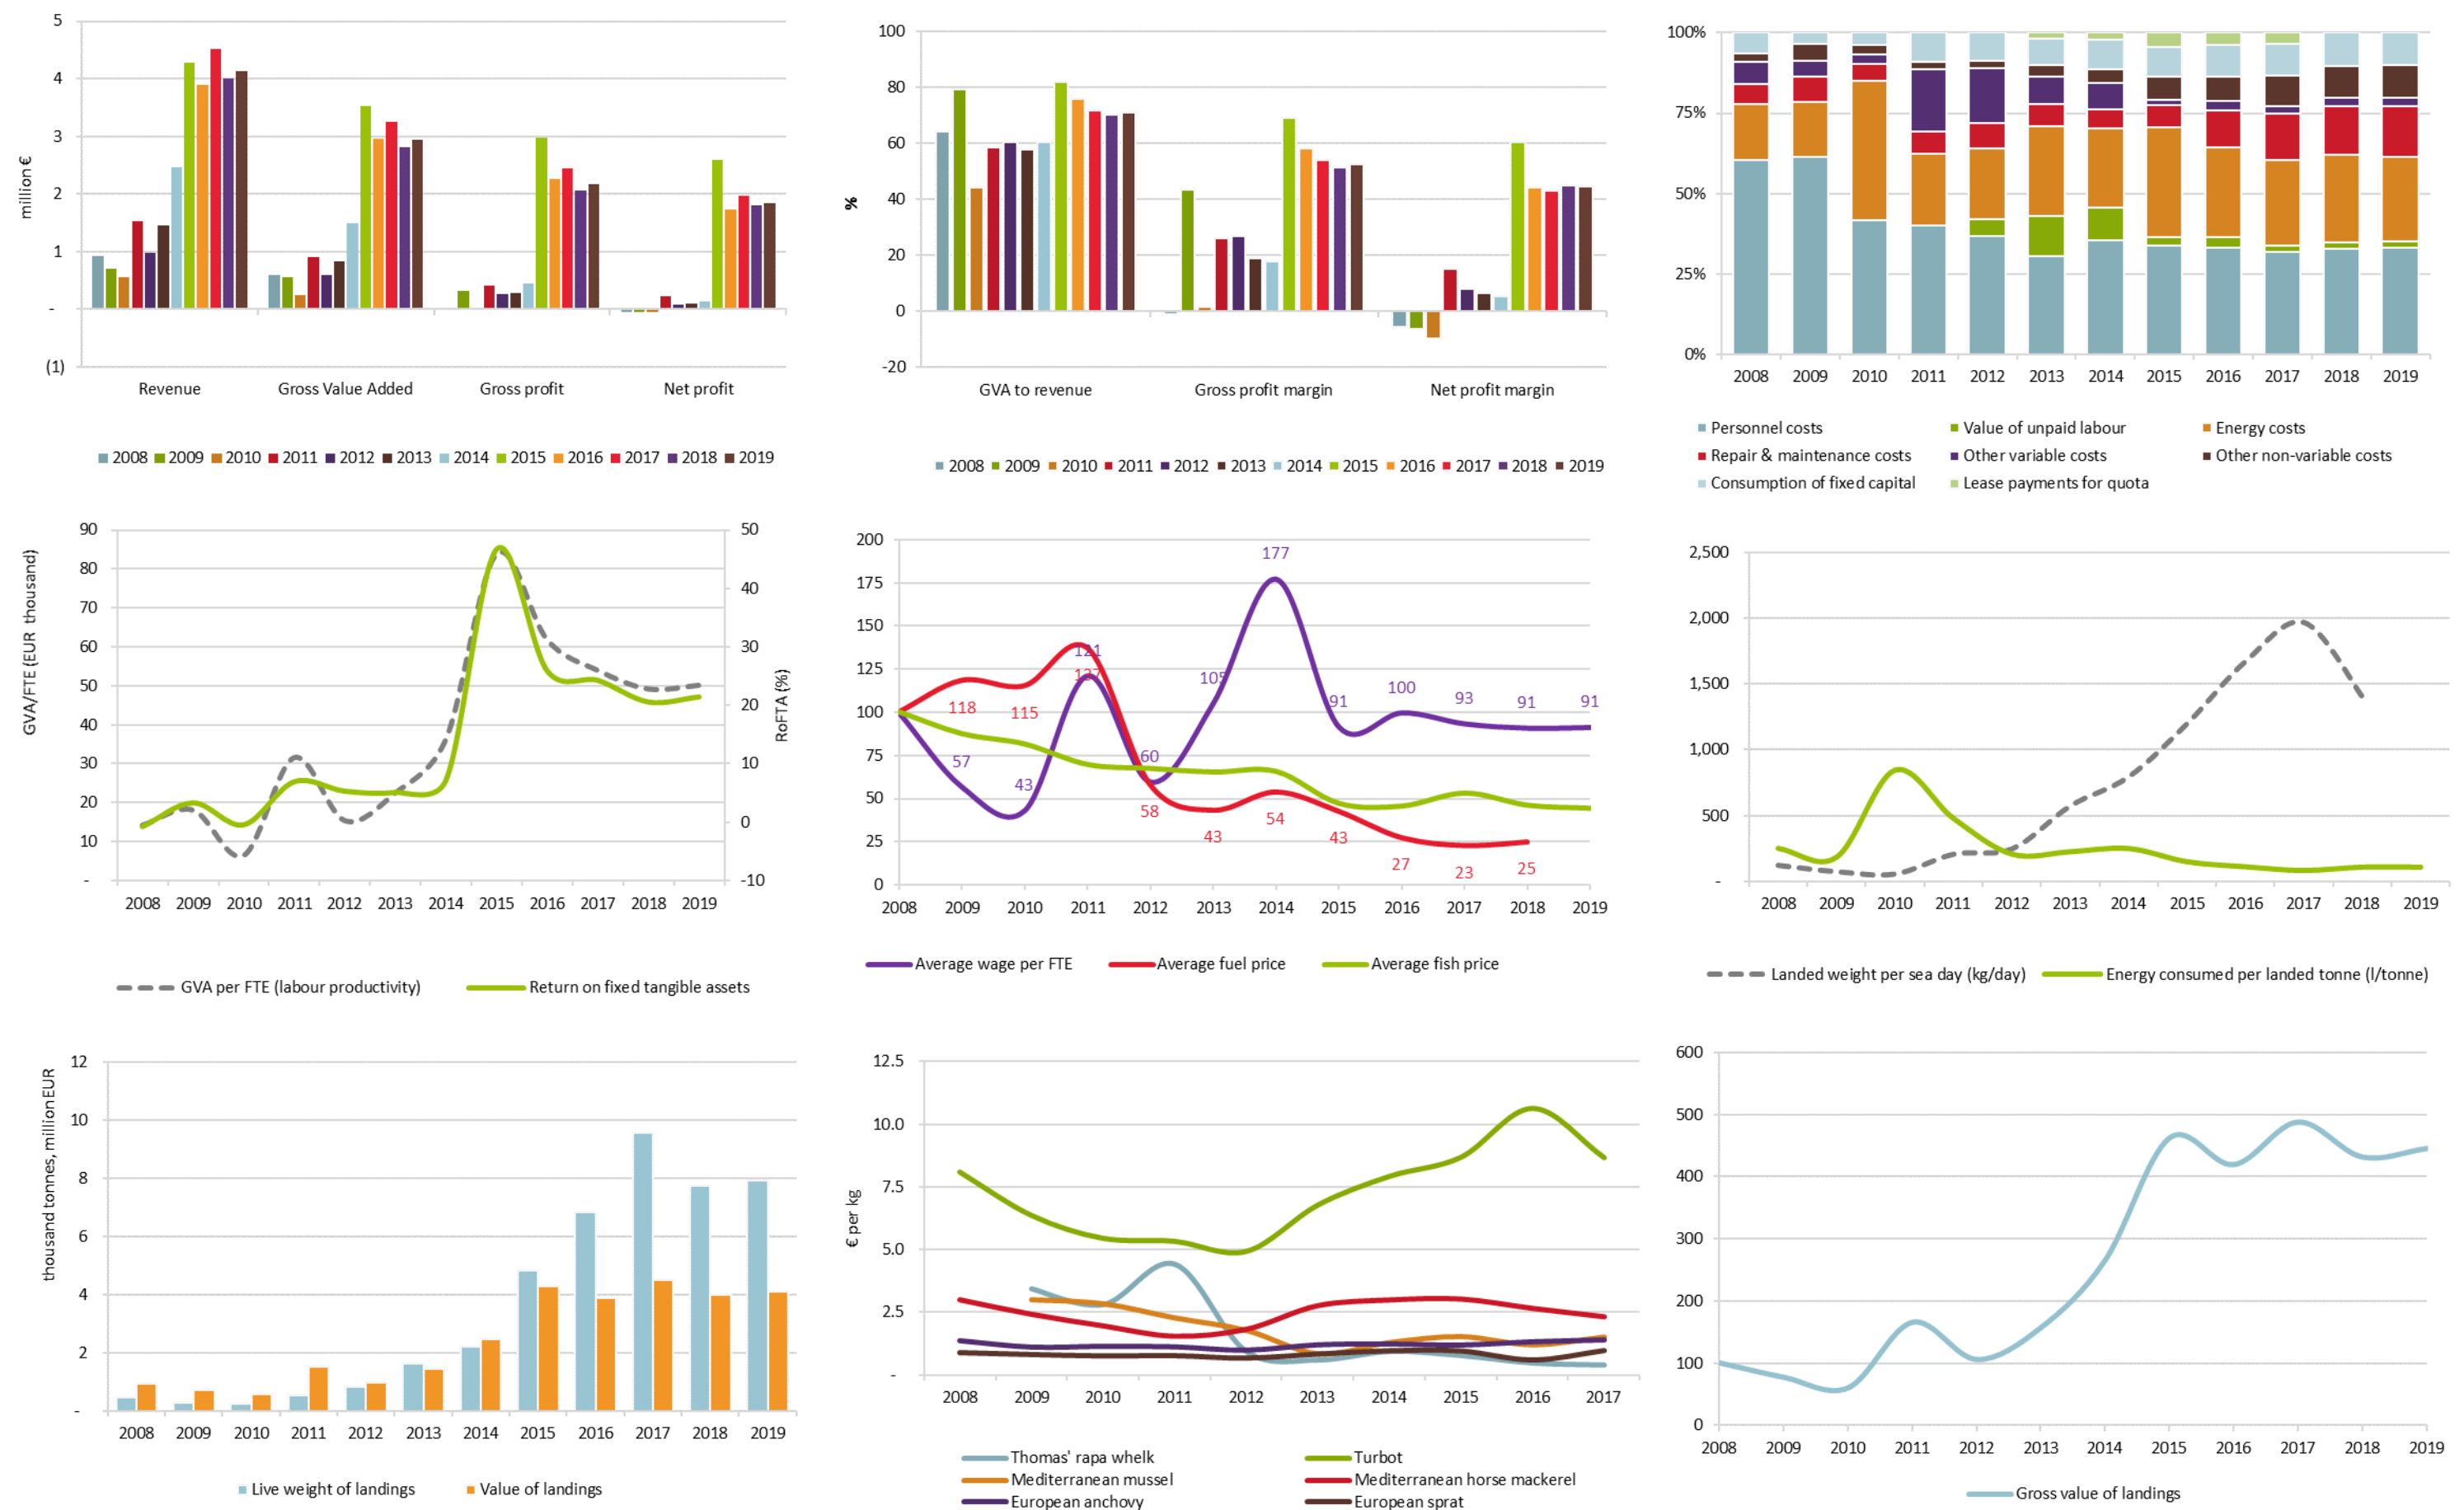 million €
5
4
3
2
1
-
(1)
Revenue Gross Value Added Gross profit Net profit
2008 2009 2010 2011 2012 2013 2014 2015 2016 2017 2018 2019
%
100
80
60
40
20
0
-20
GVA to revenue Gross profit margin Net profit margin
2008 2009 2010 2011 2012 2013 2014 2015 2016 2017 2018 2019
100%
75%
50%
25%
0%
2008 2009 2010 2011 2012 2013 2014 2015 2016 2017 2018 2019
Personnel costs Value of unpaid labour Energy costs
Repair & maintenance costs Other variable costs Other non-variable costs
Consumption of fixed capital Lease payments for quota
GVA/FTE (EUR thousand)
90
80
70
60
50
40
30
20
10
-
RoFTA (%)
50
40
30
20
10
0
-10
2008 2009 2010 2011 2012 2013 2014 2015 2016 2017 2018 2019
GVA per FTE (labour productivity) Return on fixed tangible assets
200
175
150
125
100
75
50
25
0
57 43 121 60 105 177 91 100 93 91 91
118 115 137 58 43 54 43 27 23 25
2008 2009 2010 2011 2012 2013 2014 2015 2016 2017 2018 2019
Average wage per FTE Average fuel price Average fish price
2,500
2,000
1,500
1,000
500
-
2008 2009 2010 2011 2012 2013 2014 2015 2016 2017 2018 2019
Landed weight per sea day (kg/day) Energy consumed per landed tonne (l/tonne)
thousand tonnes, million EUR
12
10
8
6
4
2
-
2008 2009 2010 2011 2012 2013 2014 2015 2016 2017 2018 2019
Live weight of landings Value of landings
€ per kg
12.5
10.0
7.5
5.0
2.5
-
2008 2009 2010 2011 2012 2013 2014 2015 2016 2017
Thomas' rapa whelk Turbot
Mediterranean mussel Mediterranean horse mackerel
European anchovy European sprat
600
500
400
300
200
100
0
2008 2009 2010 2011 2012 2013 2014 2015 2016 2017 2018 2019
Gross value of landings